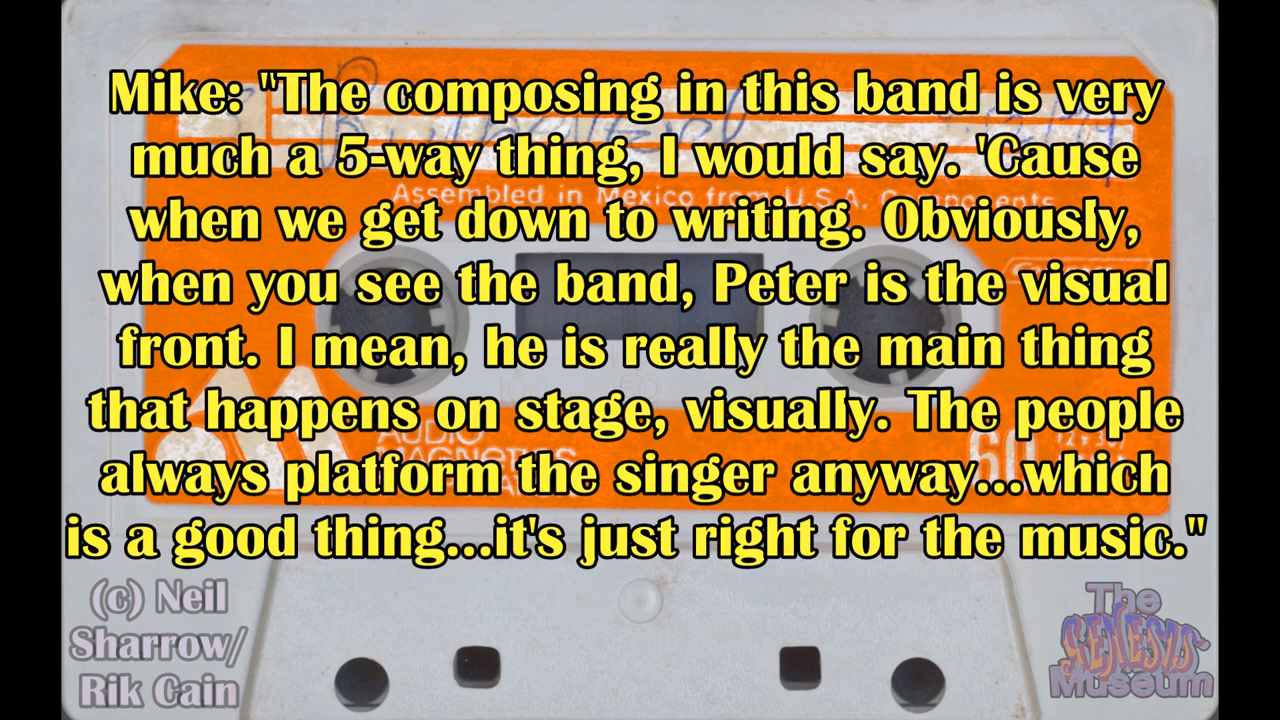 Mike: "The composing in this band is very
much a 5-way thing, I would say. 'Cause
when we get down to writing. Obviously,
when you see the band, Peter is the visual
front. I mean, he is really the main thing
that happens on stage, visually. The people
always platform the singer anyway...which
is a good thing...it's just right for the music."
Assembled in Mexico from U.S.A. Components
AUDIO
MAGNETICS
60
(c) Neil
Sharrow/
Rik Cain
The
GENESIS
Museum